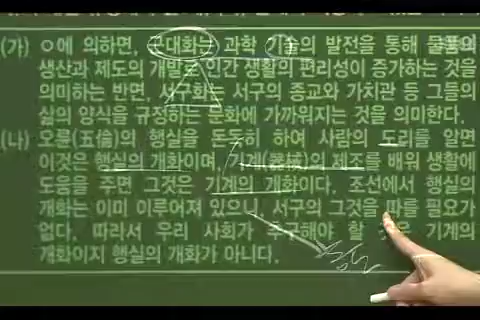 (가) ㅇ에 의하면, 근대화는 과학 기술의 발전을 통해 물품의
생산과 제도의 개발로 인간 생활의 편리성이 증가하는 것을
의미하는 반면, 서구화는 서구의 종교와 가치관 등 그들의
삶의 양식을 규정하는 문화에 가까워지는 것을 의미한다.
(나) 오륜(五倫)의 행실을 돈독히 하여 사람의 도리를 알면
이것은 행실의 개화이며, 기계(器械)의 제조를 배워 생활에
도움을 주면 그것은 기계의 개화이다. 조선에서 행실의
개화는 이미 이루어져 있으니, 서구의 그것을 따를 필요가
없다. 따라서 우리 사회가 추구해야 할 것은 기계의
개화이지 행실의 개화가 아니다.